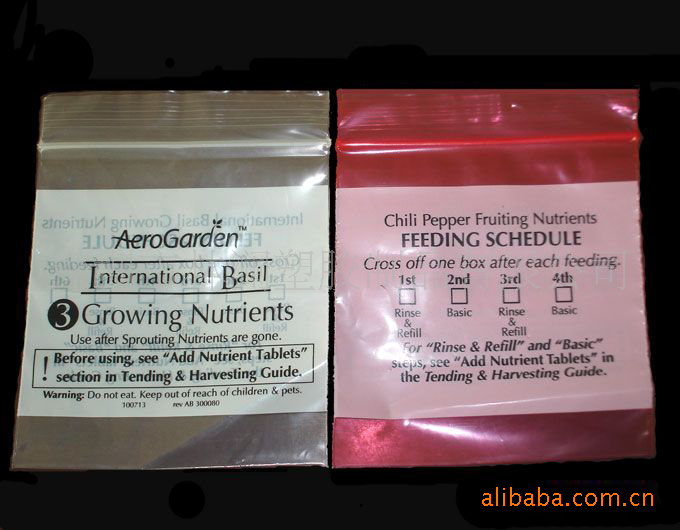 AeroGarden™
International Basil
3 Growing Nutrients
Use after Sprouting Nutrients are gone.
! Before using, see "Add Nutrient Tablets"
section in Tending & Harvesting Guide.
Warning: Do not eat. Keep out of reach of children & pets.
100713 rev AB 300080
Chili Pepper Fruiting Nutrients
FEEDING SCHEDULE
Cross off one box after each feeding.
1st 2nd 3rd 4th
Rinse & Refill Basic Rinse & Refill Basic
For "Rinse & Refill" and "Basic"
steps, see "Add Nutrient Tablets" in
the Tending & Harvesting Guide.
alibaba.com.cn